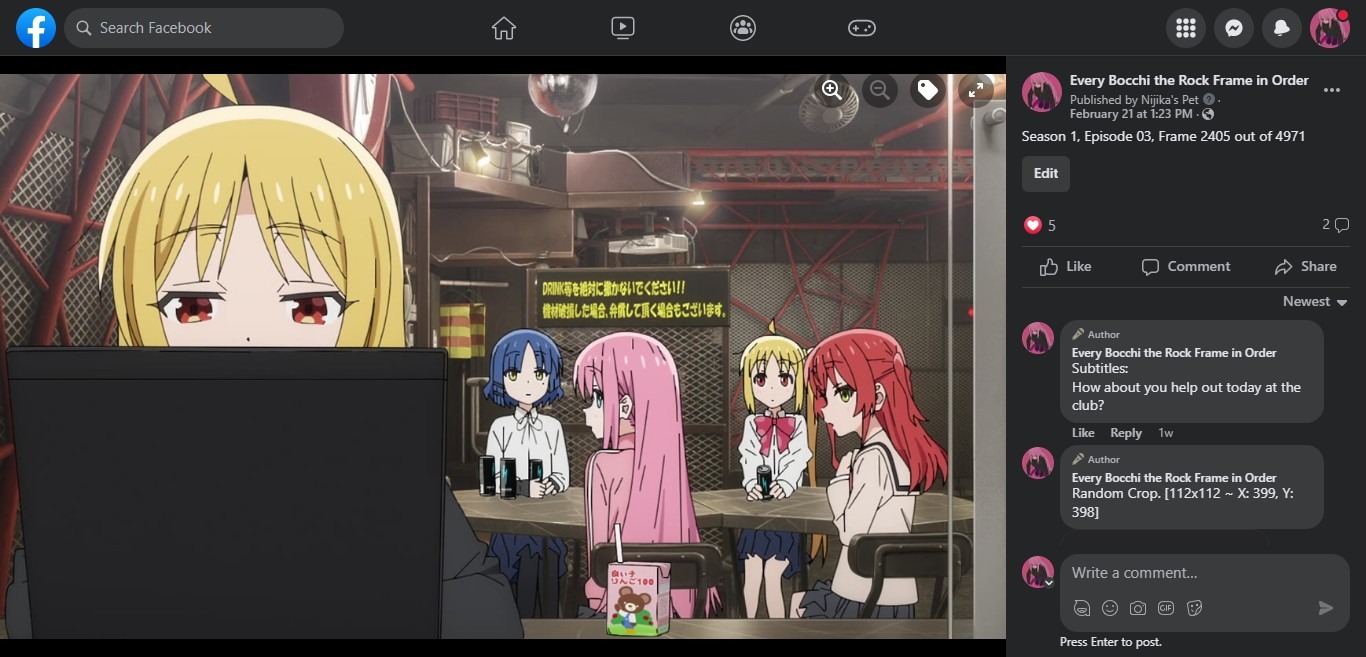 Search Facebook
DRINK等を絶対に撒かないでください!!
機材破損した場合、弁償して頂く場合もございます。
良い子
りんご100
Every Bocchi the Rock Frame in Order
Published by Nijika's Pet ·
February 21 at 1:23 PM ·
Season 1, Episode 03, Frame 2405 out of 4971
Edit
5
2
Like
Comment
Share
Newest
Author
Every Bocchi the Rock Frame in Order
Subtitles:
How about you help out today at the
club?
Like Reply 1w
Author
Every Bocchi the Rock Frame in Order
Random Crop. [112x112 ~ X: 399, Y:
398]
Write a comment...
GIF
Press Enter to post.